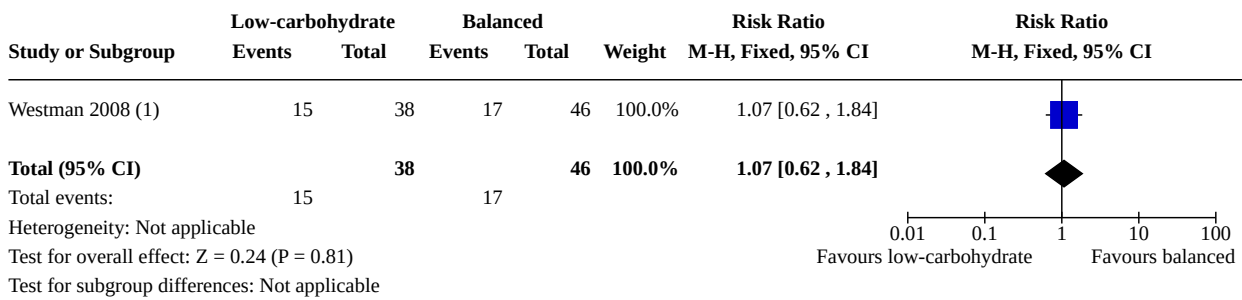 Low-carbohydrate Balanced Risk Ratio Risk Ratio
Study or Subgroup Events Total Events Total Weight M-H, Fixed, 95% CI M-H, Fixed, 95% CI
Westman 2008 (1) 15 38 17 46 100.0% 1.07 [0.62 , 1.84]
Total (95% CI) 38 46 100.0% 1.07 [0.62 , 1.84]
Total events: 15 17
Heterogeneity: Not applicable
0.01 0.1 1 10 100
Test for overall effect: Z = 0.24 (P = 0.81) Favours low-carbohydrate Favours balanced
Test for subgroup differences: Not applicable